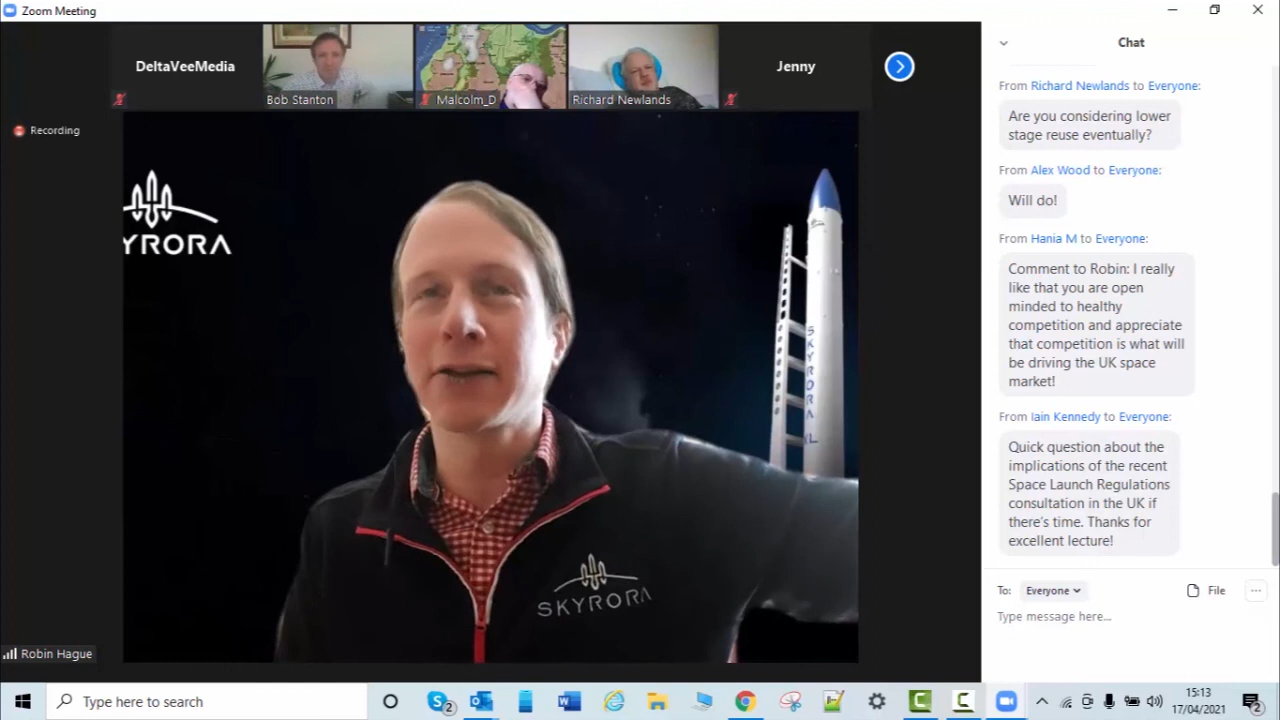 Zoom Meeting
DeltaVeeMedia
Bob Stanton
Malcolm_D
Richard Newlands
Jenny
Recording
YRORA
SKYRORA XL
SKYRORA
Robin Hague
Chat
From Richard Newlands to Everyone:
Are you considering lower
stage reuse eventually?
From Alex Wood to Everyone:
Will do!
From Hania M to Everyone:
Comment to Robin: I really
like that you are open
minded to healthy
competition and appreciate
that competition is what will
be driving the UK space
market!
From Iain Kennedy to Everyone:
Quick question about the
implications of the recent
Space Launch Regulations
consultation in the UK if
there's time. Thanks for
excellent lecture!
To: Everyone
File
Type message here...
Type here to search
2
15:13
17/04/2021
2